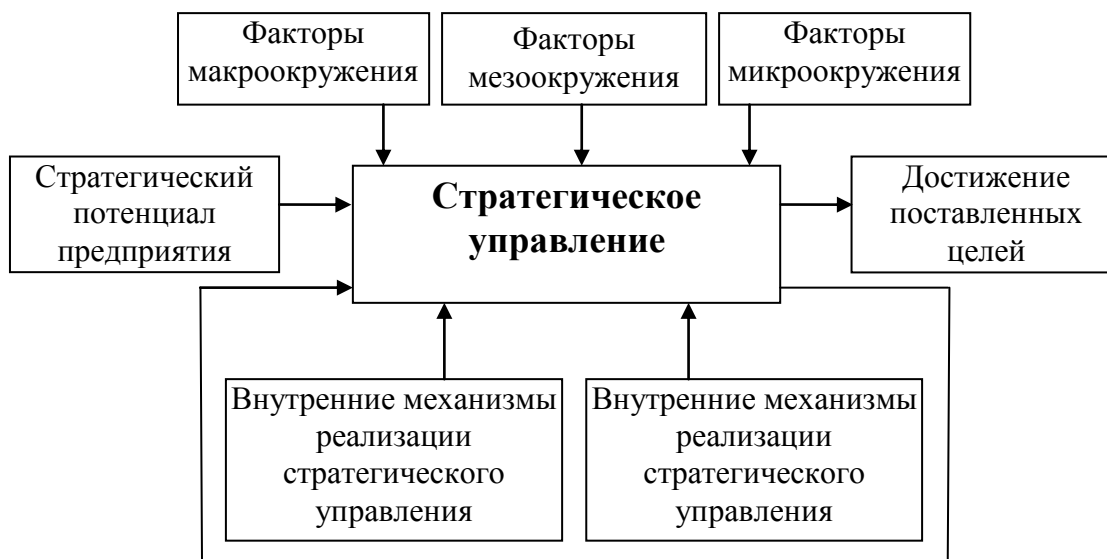 Факторы
макроокружения
Факторы
мезоокружения
Факторы
микроокружения
Стратегический
потенциал
предприятия
Стратегическое
управление
Достижение
поставленных
целей
Внутренние механизмы
реализации
стратегического
управления
Внутренние механизмы
реализации
стратегического
управления